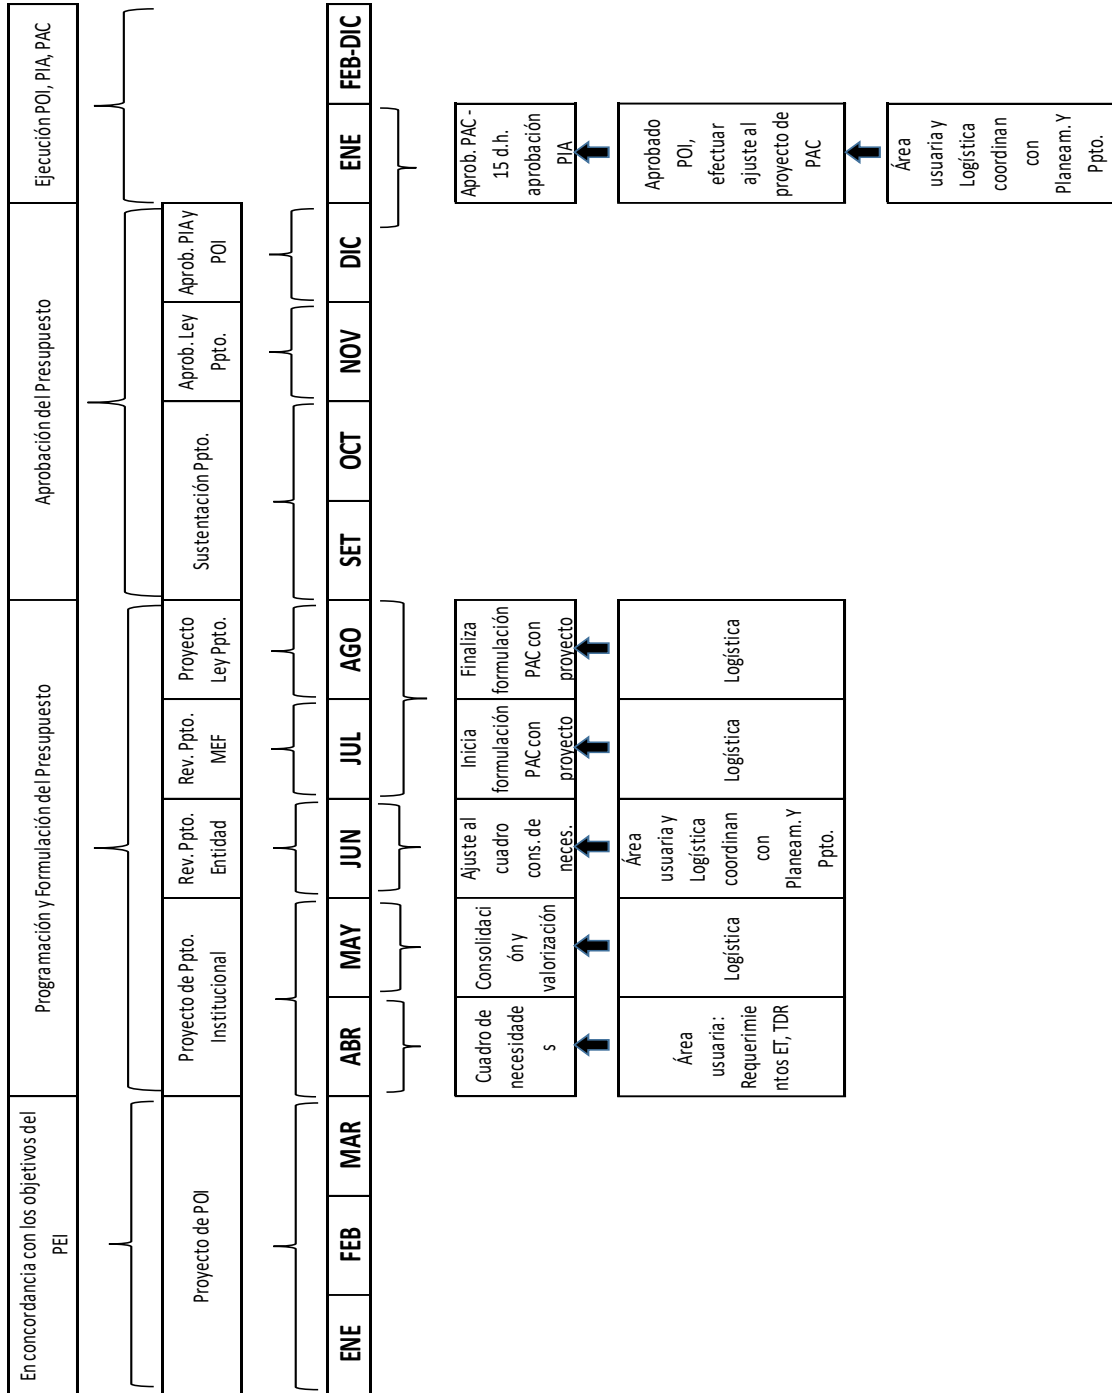 En concordancia con los objetivos del
PEI
Programación y Formulación del Presupuesto
Aprobación del Presupuesto
Ejecución POI, PIA, PAC
Proyecto de POI
Proyecto de Ppto.
Institucional
Rev. Ppto.
Entidad
Rev. Ppto.
MEF
Proyecto
Ley Ppto.
Sustentación Ppto.
Aprob. Ley
Ppto.
Aprob. PIA y
POI
ENE
FEB
MAR
ABR
MAY
JUN
JUL
AGO
SET
OCT
NOV
DIC
ENE
FEB-DIC
Cuadro de
necesidade
s
Consolidaci
ón y
valorización
Ajuste al
cuadro
cons. de
neces.
Inicia
formulación
PAC con
proyecto
Finaliza
formulación
PAC con
proyecto
Aprob. PAC -
15 d.h.
aprobación
PIA
Área
usuaria:
Requerimie
ntos ET, TDR
Logística
Área
usuaria y
Logística
coordinan
con
Planeam. Y
Ppto.
Logística
Logística
Aprobado
POI,
efectuar
ajuste al
proyecto de
PAC
Área
usuaria y
Logística
coordinan
con
Planeam. Y
Ppto.